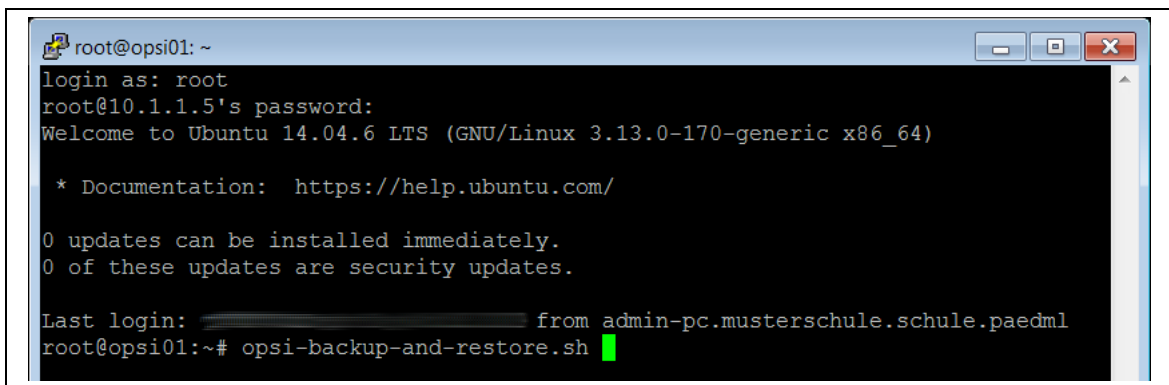 root@opsi01: ~
login as: root
root@10.1.1.5's password:
Welcome to Ubuntu 14.04.6 LTS (GNU/Linux 3.13.0-170-generic x86_64)
* Documentation:  https://help.ubuntu.com/
0 updates can be installed immediately.
0 of these updates are security updates.
Last login: from admin-pc.musterschule.schule.paedml
root@opsi01:~# opsi-backup-and-restore.sh